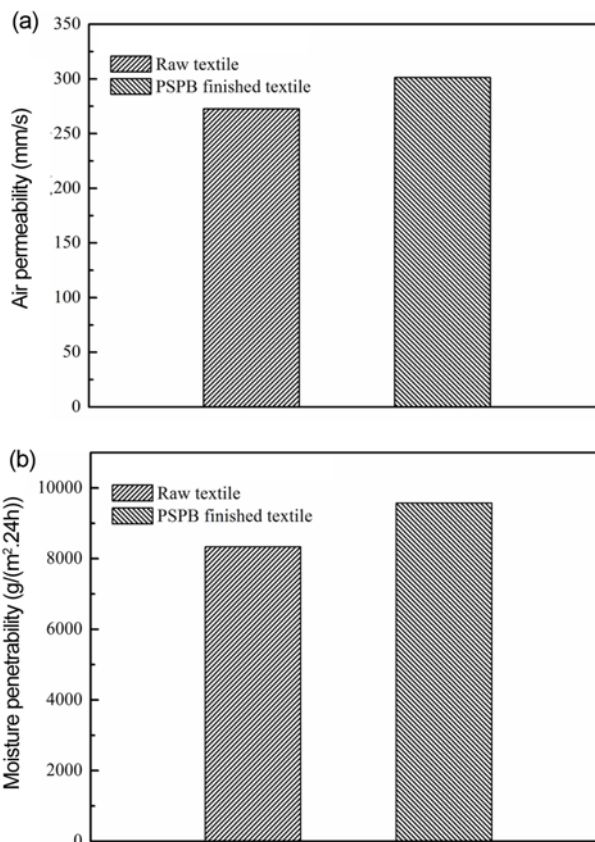 (a)
350
300
250
200
150
100
50
0
Air permeability (mm/s)
Raw textile
PSPB finished textile
(b)
10000
8000
6000
4000
2000
0
Moisture penetrability (g/(m².24h))
Raw textile
PSPB finished textile